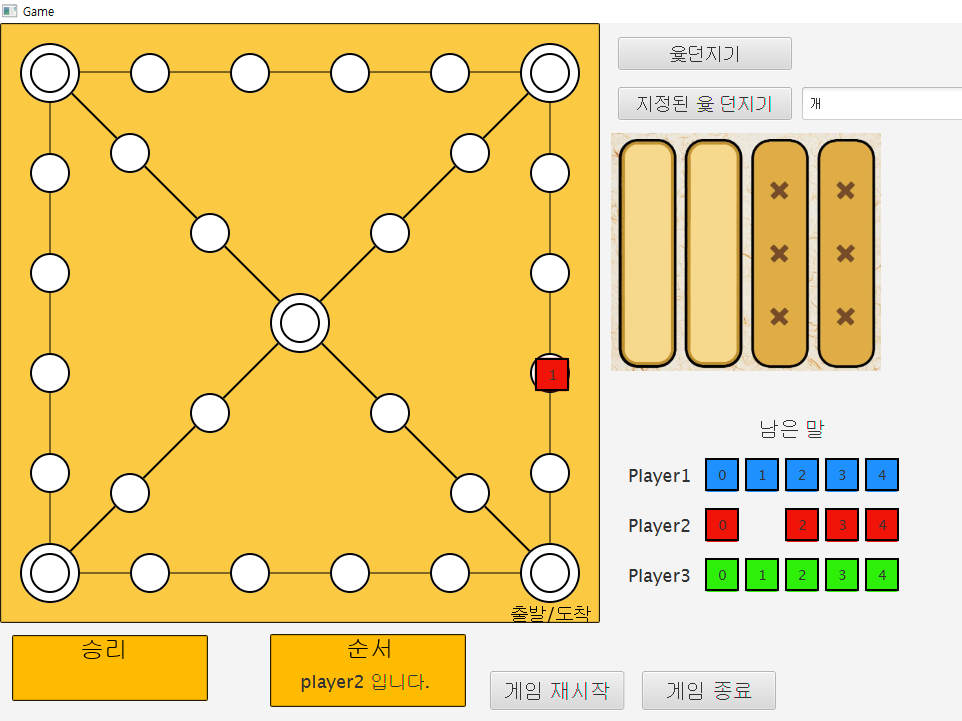 Game
윷던지기
지정된 윷 던지기
개
1
남은 말
Player1 0 1 2 3 4
Player2 0 2 3 4
Player3 0 1 2 3 4
출발/도착
승리
순서
player2 입니다.
게임 재시작
게임 종료